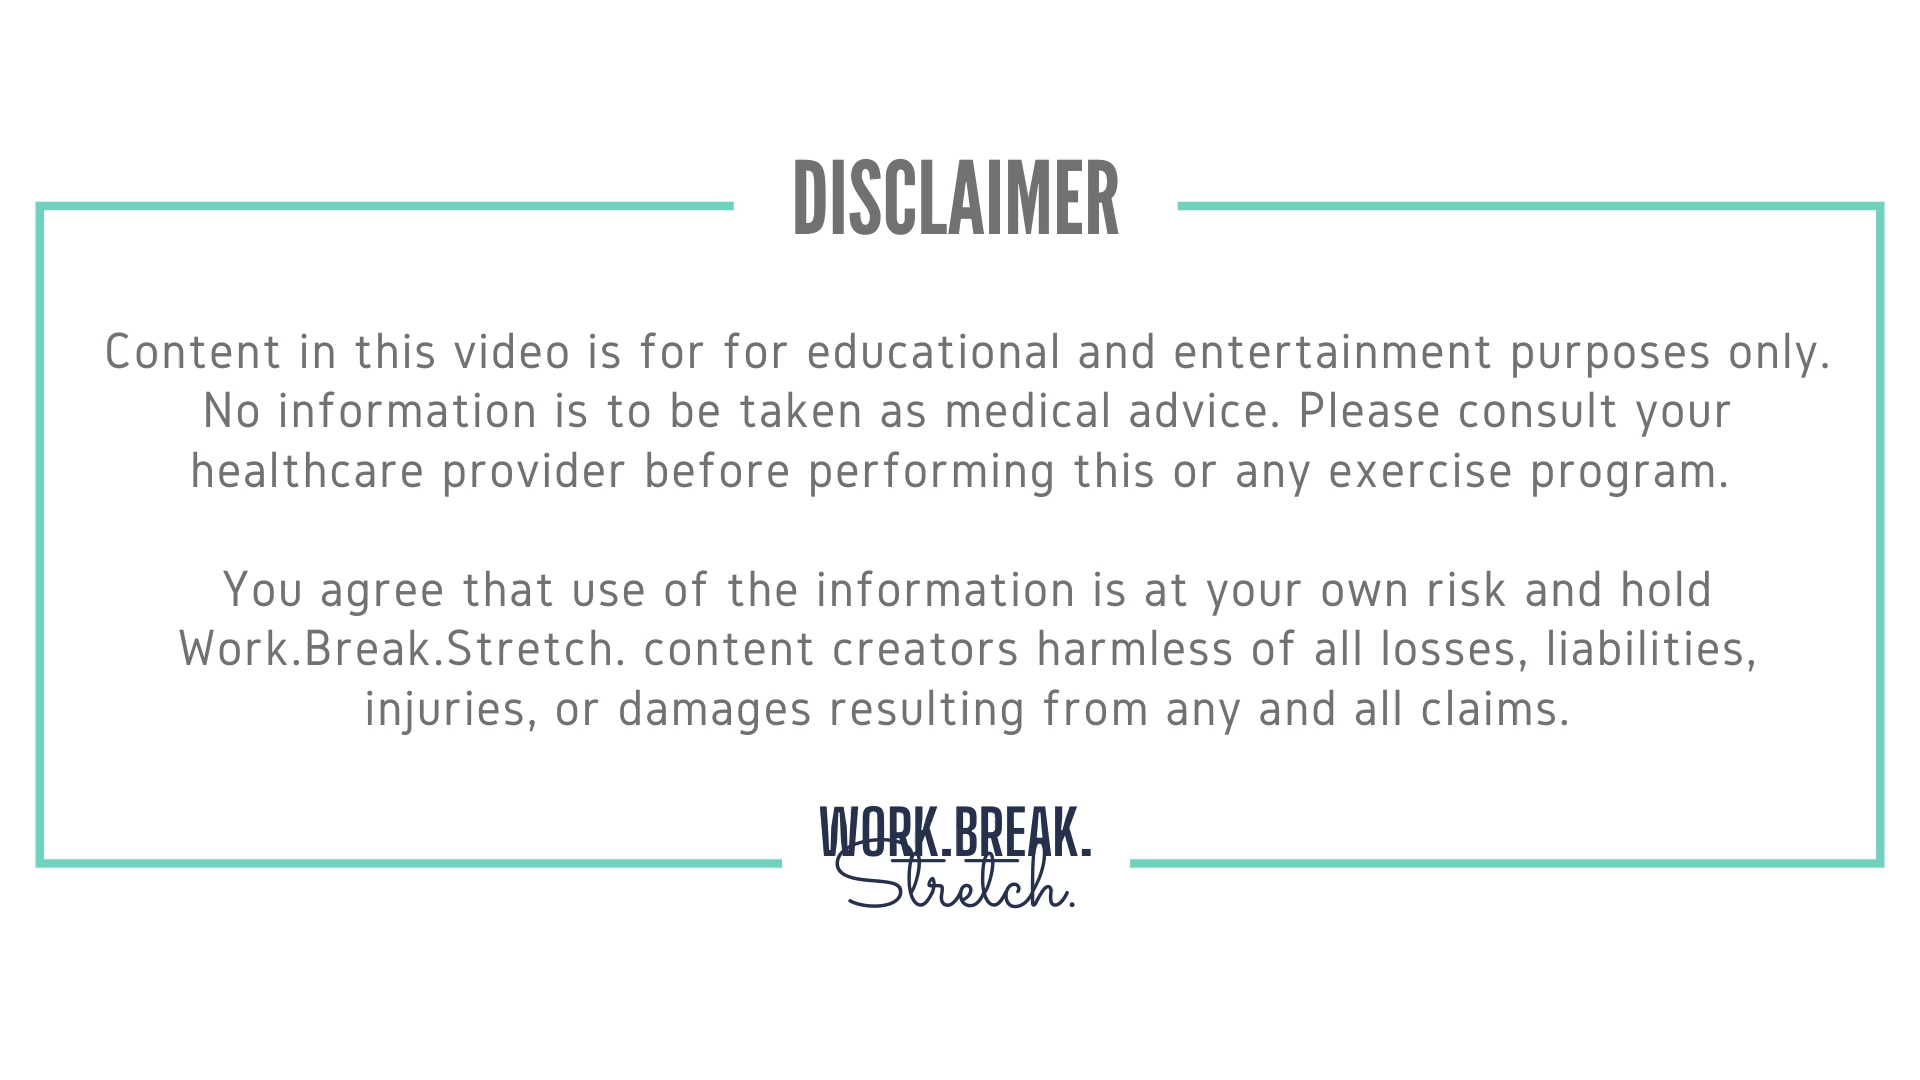 DISCLAIMER
Content in this video is for for educational and entertainment purposes only.
No information is to be taken as medical advice. Please consult your
healthcare provider before performing this or any exercise program.
You agree that use of the information is at your own risk and hold
Work.Break.Stretch. content creators harmless of all losses, liabilities,
injuries, or damages resulting from any and all claims.
WORK.BREAK.
Stretch.